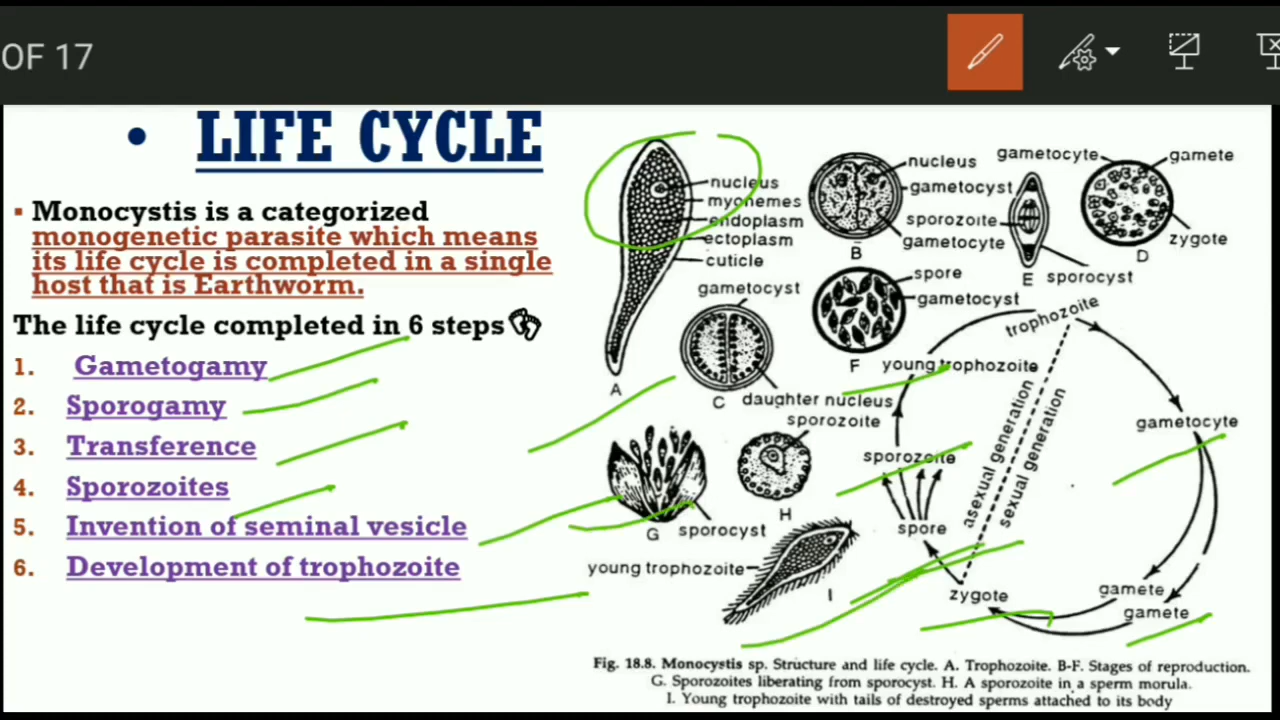 OF 17
• LIFE CYCLE
▪ Monocystis is a categorized
monogenetic parasite which means
its life cycle is completed in a single
host that is Earthworm.
The life cycle completed in 6 steps
1. Gametogamy
2. Sporogamy
3. Transference
4. Sporozoites
5. Invention of seminal vesicle
6. Development of trophozoite
nucleus
myonemes
endoplasm
ectoplasm
cuticle
A
nucleus
gametocyst
gametocyte
B
sporozoite
sporocyst
E
gametocyte
gamete
zygote
D
gametocyst
daughter nucleus
C
spore
gametocyst
F
sporocyst
G
sporozoite
H
young trophozoite
I
trophozoite
young trophozoite
gametocyte
sporozoite
asexual generation
sexual generation
spore
zygote
gamete
gamete
Fig. 18.8. Monocystis sp. Structure and life cycle. A. Trophozoite. B-F. Stages of reproduction.
G. Sporozoites liberating from sporocyst. H. A sporozoite in a sperm morula.
I. Young trophozoite with tails of destroyed sperms attached to its body